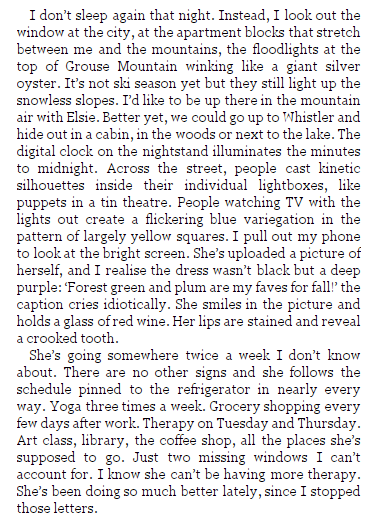 I don't sleep again that night. Instead, I look out the
window at the city, at the apartment blocks that stretch
between me and the mountains, the floodlights at the
top of Grouse Mountain winking like a giant silver
oyster. It's not ski season yet but they still light up the
snowless slopes. I'd like to be up there in the mountain
air with Elsie. Better yet, we could go up to Whistler and
hide out in a cabin, in the woods or next to the lake. The
digital clock on the nightstand illuminates the minutes
to midnight. Across the street, people cast kinetic
silhouettes inside their individual lightboxes, like
puppets in a tin theatre. People watching TV with the
lights out create a flickering blue variegation in the
pattern of largely yellow squares. I pull out my phone
to look at the bright screen. She's uploaded a picture of
herself, and I realise the dress wasn't black but a deep
purple: 'Forest green and plum are my faves for fall!' the
caption cries idiotically. She smiles in the picture and
holds a glass of red wine. Her lips are stained and reveal
a crooked tooth.
She's going somewhere twice a week I don't know
about. There are no other signs and she follows the
schedule pinned to the refrigerator in nearly every
way. Yoga three times a week. Grocery shopping every
few days after work. Therapy on Tuesday and Thursday.
Art class, library, the coffee shop, all the places she's
supposed to go. Just two missing windows I can't
account for. I know she can't be having more therapy.
She's been doing so much better lately, since I stopped
those letters.